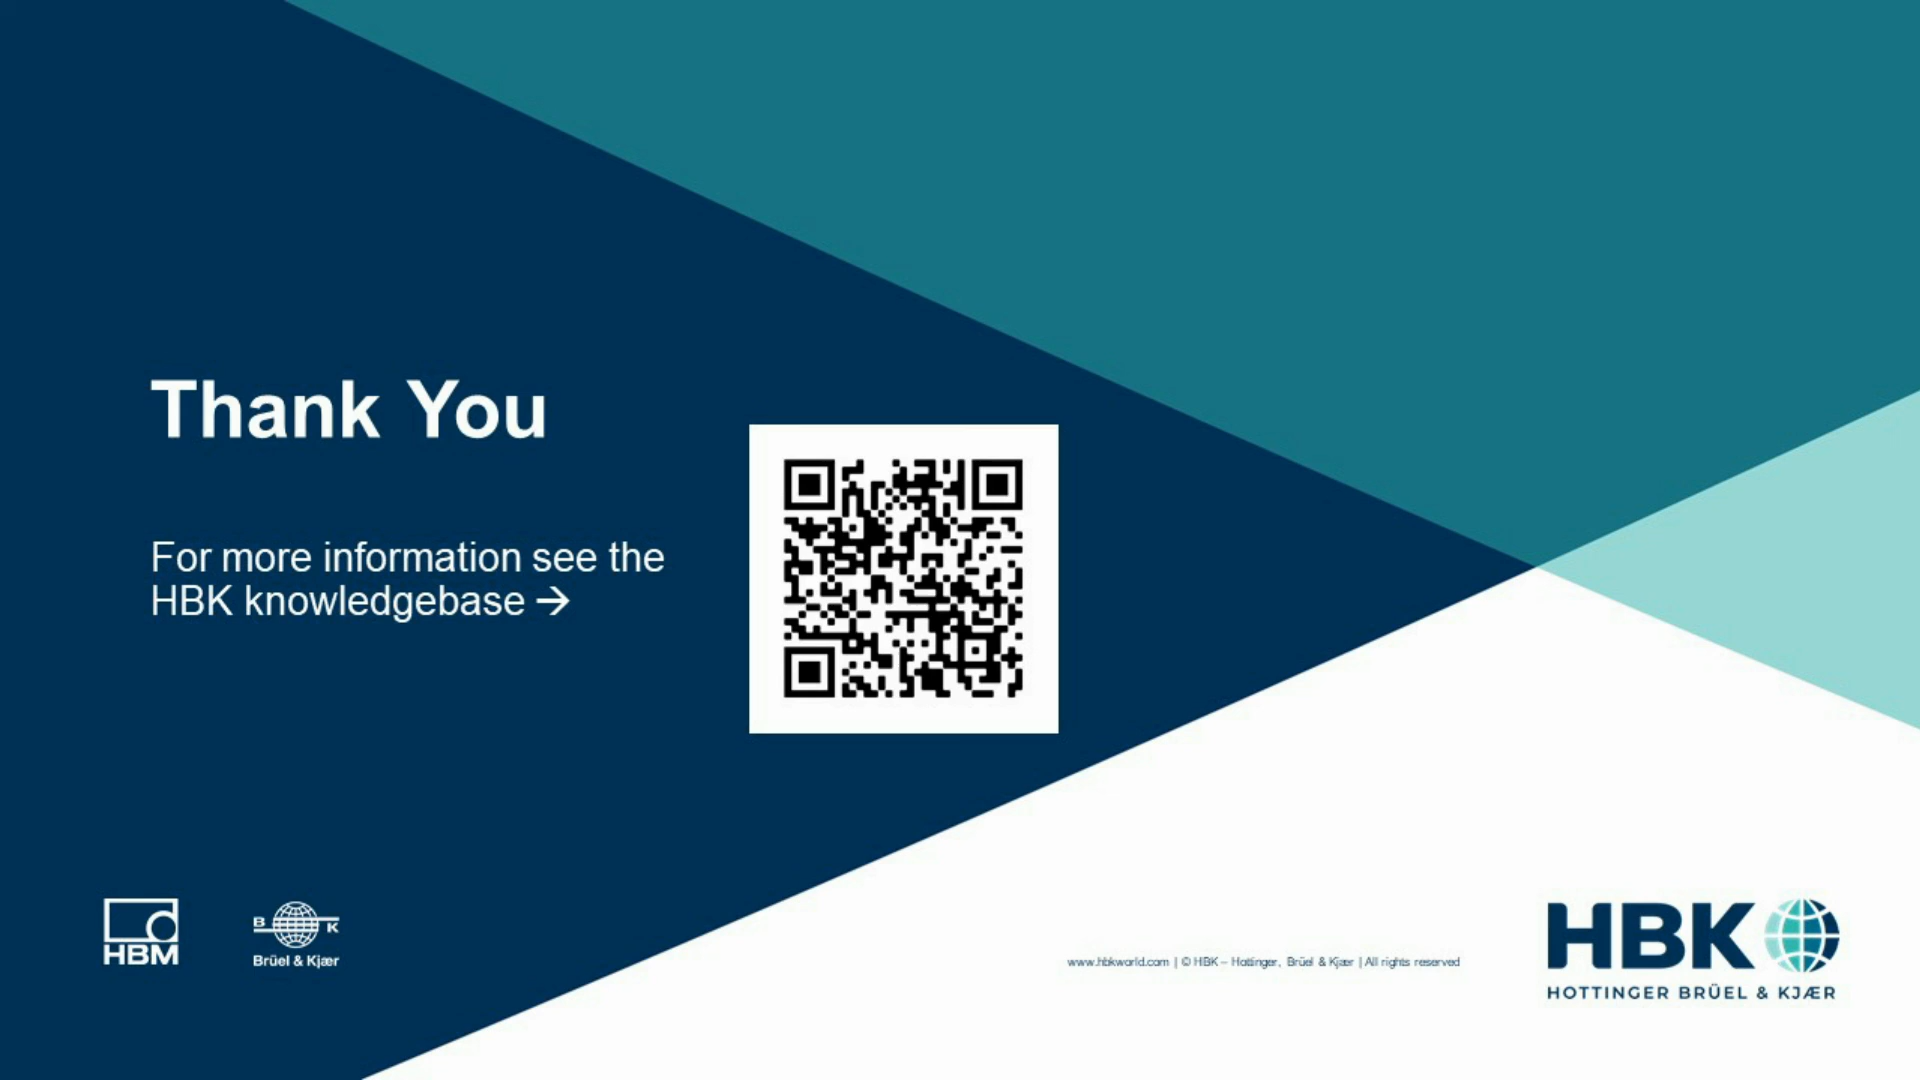 Thank You
For more information see the
HBK knowledgebase →
HBM
B K
Brüel & Kjær
www.hbkworld.com | © HBK – Hottinger, Brüel & Kjær | All rights reserved
HBK
HOTTINGER BRÜEL & KJÆR